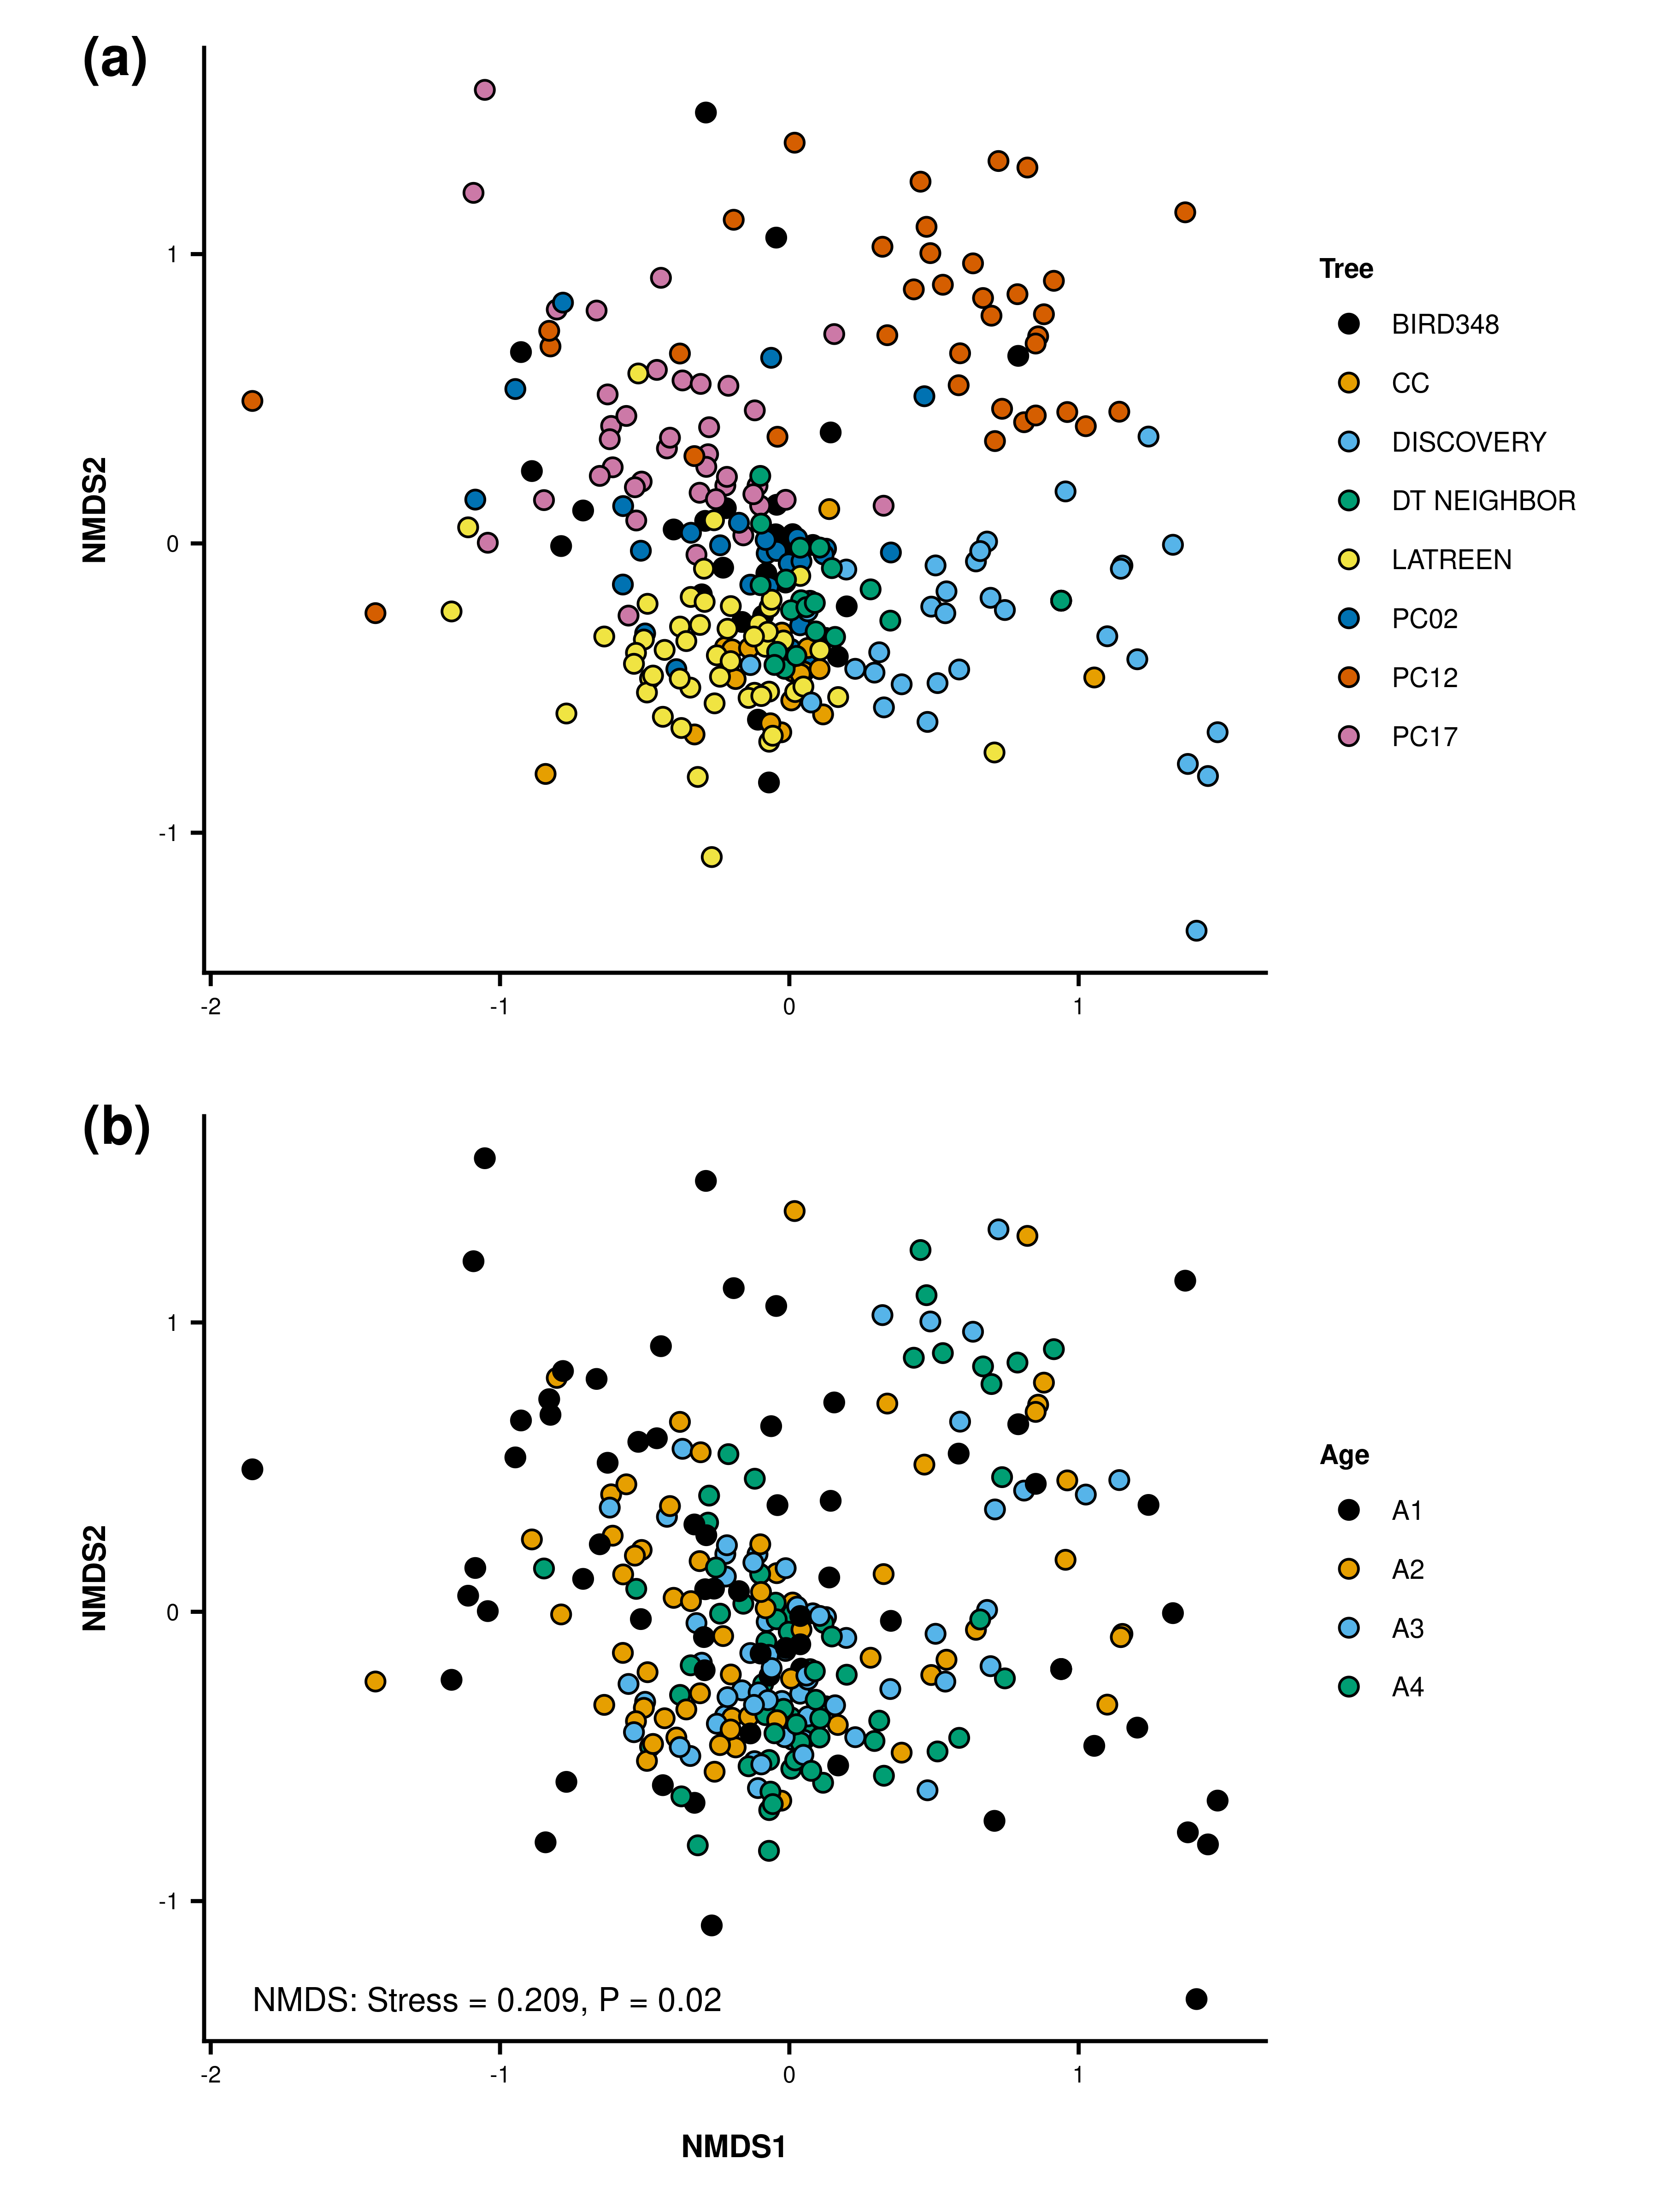 (a)
NMDS2
1
0
-1
-2
-1
0
1
Tree
BIRD348
CC
DISCOVERY
DT NEIGHBOR
LATREEN
PC02
PC12
PC17
(b)
NMDS2
1
0
-1
NMDS: Stress = 0.209, P = 0.02
-2
-1
0
1
NMDS1
Age
A1
A2
A3
A4